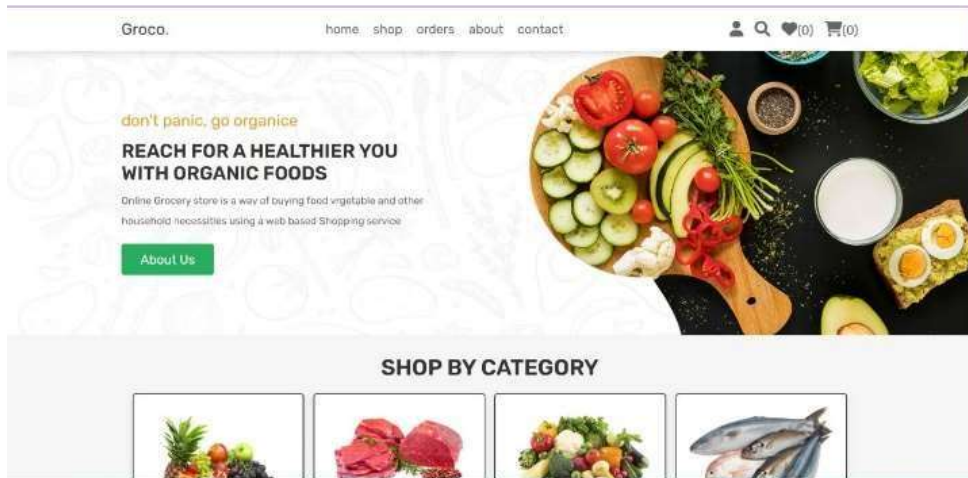 Groco.
home shop orders about contact
(0) (0)
don't panic, go organice
REACH FOR A HEALTHIER YOU
WITH ORGANIC FOODS
Online Grocery store is a way of buying food vrgetable and other
household necessities using a web based Shopping service
About Us
SHOP BY CATEGORY